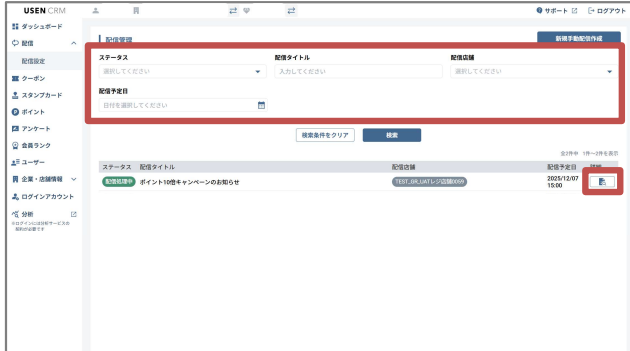 USEN CRM
サポート
ログアウト
ダッシュボード
配信
配信設定
クーポン
スタンプカード
ポイント
アンケート
会員ランク
ユーザー
企業・店舗情報
ログインアカウント
分析
※ログインには分析サービスの
契約が必要です
配信管理
新規手動配信作成
ステータス
配信タイトル
配信店舗
選択してください
入力してください
選択してください
配信予定日
日付を選択してください
検索条件をクリア
検索
ステータス 配信タイトル 配信店舗 配信予定日 詳細
配信処理中 ポイント10倍キャンペーンのお知らせ TEST_GR_UATレジ店舗0069 2025/12/07
15:00